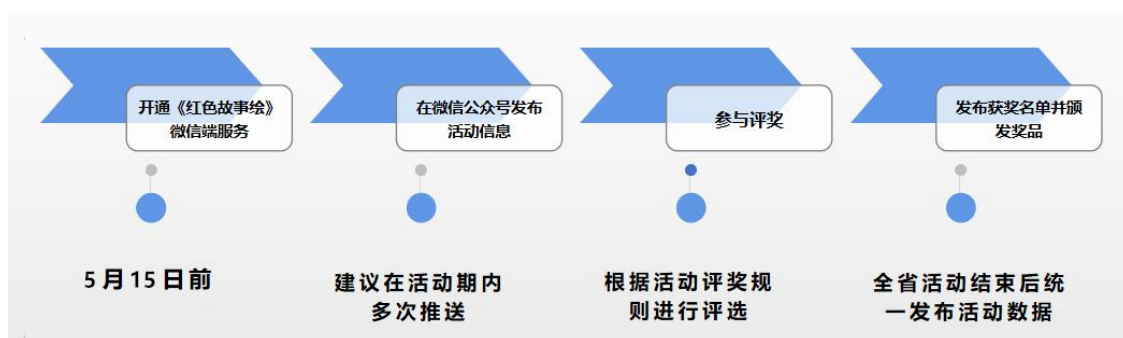 开通《红色故事绘》
微信端服务
在微信公众号发布
活动信息
参与评奖
发布获奖名单并颁
发奖品
5月15日前
建议在活动期内
多次推送
根据活动评奖规
则进行评选
全省活动结束后统
一发布活动数据